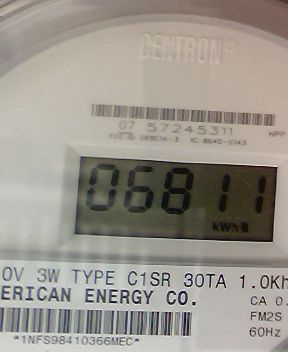 CENTRON®
07 57245311
HPP
06811
kWh
0V 3W TYPE C1SR 30TA 1.0Kh
ERICAN ENERGY CO.
CA 0.
FM2S
60Hz
*1NFS98410366MEC*